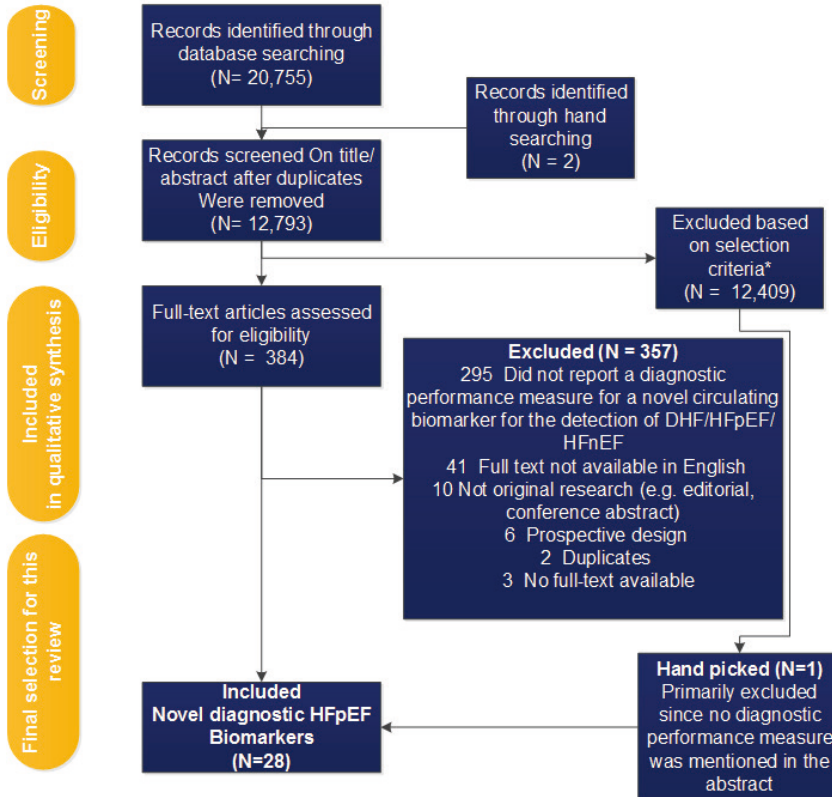 Screening
Records identified through
database searching
(N= 20,755)
Records identified
through hand
searching
(N = 2)
Eligibility
Records screened On title/
abstract after duplicates
Were removed
(N= 12,793)
Excluded based
on selection
criteria*
(N = 12,409)
Included
in qualitative synthesis
Full-text articles assessed
for eligibility
(N = 384)
Excluded (N = 357)
295 Did not report a diagnostic
performance measure for a novel circulating
biomarker for the detection of DHF/HFpEF/
HFnEF
41 Full text not available in English
10 Not original research (e.g. editorial,
conference abstract)
6 Prospective design
2 Duplicates
3 No full-text available
Final selection for this
review
Included
Novel diagnostic HFpEF
Biomarkers
(N=28)
Hand picked (N=1)
Primarily excluded
since no diagnostic
performance measure
was mentioned in the
abstract